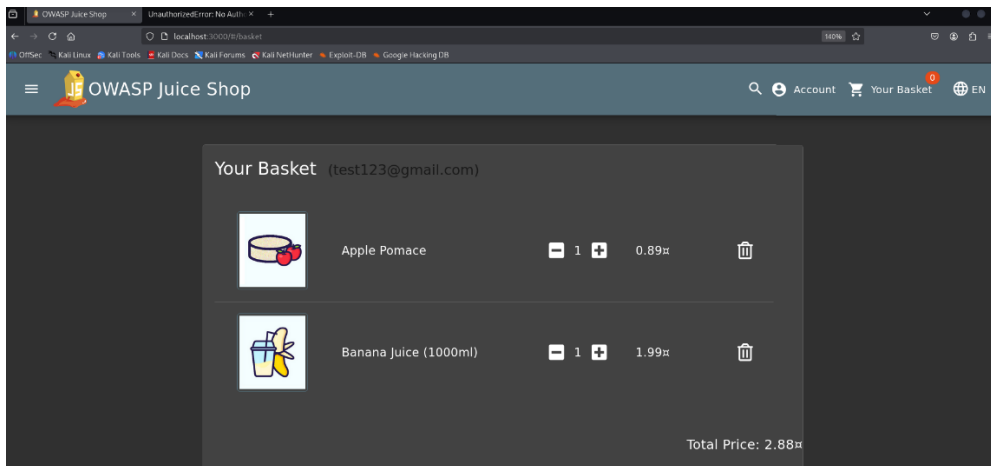 OWASP Juice Shop
UnauthorizedError: No Auth
localhost:3000/#/basket
140%
OffSec Kali Linux Kali Tools Kali Docs Kali Forums Kali NetHunter Exploit-DB Google Hacking DB
JS OWASP Juice Shop Account Your Basket 0 EN
Your Basket (test123@gmail.com)
Apple Pomace 1 0.89¤
Banana Juice (1000ml) 1 1.99¤
Total Price: 2.88¤